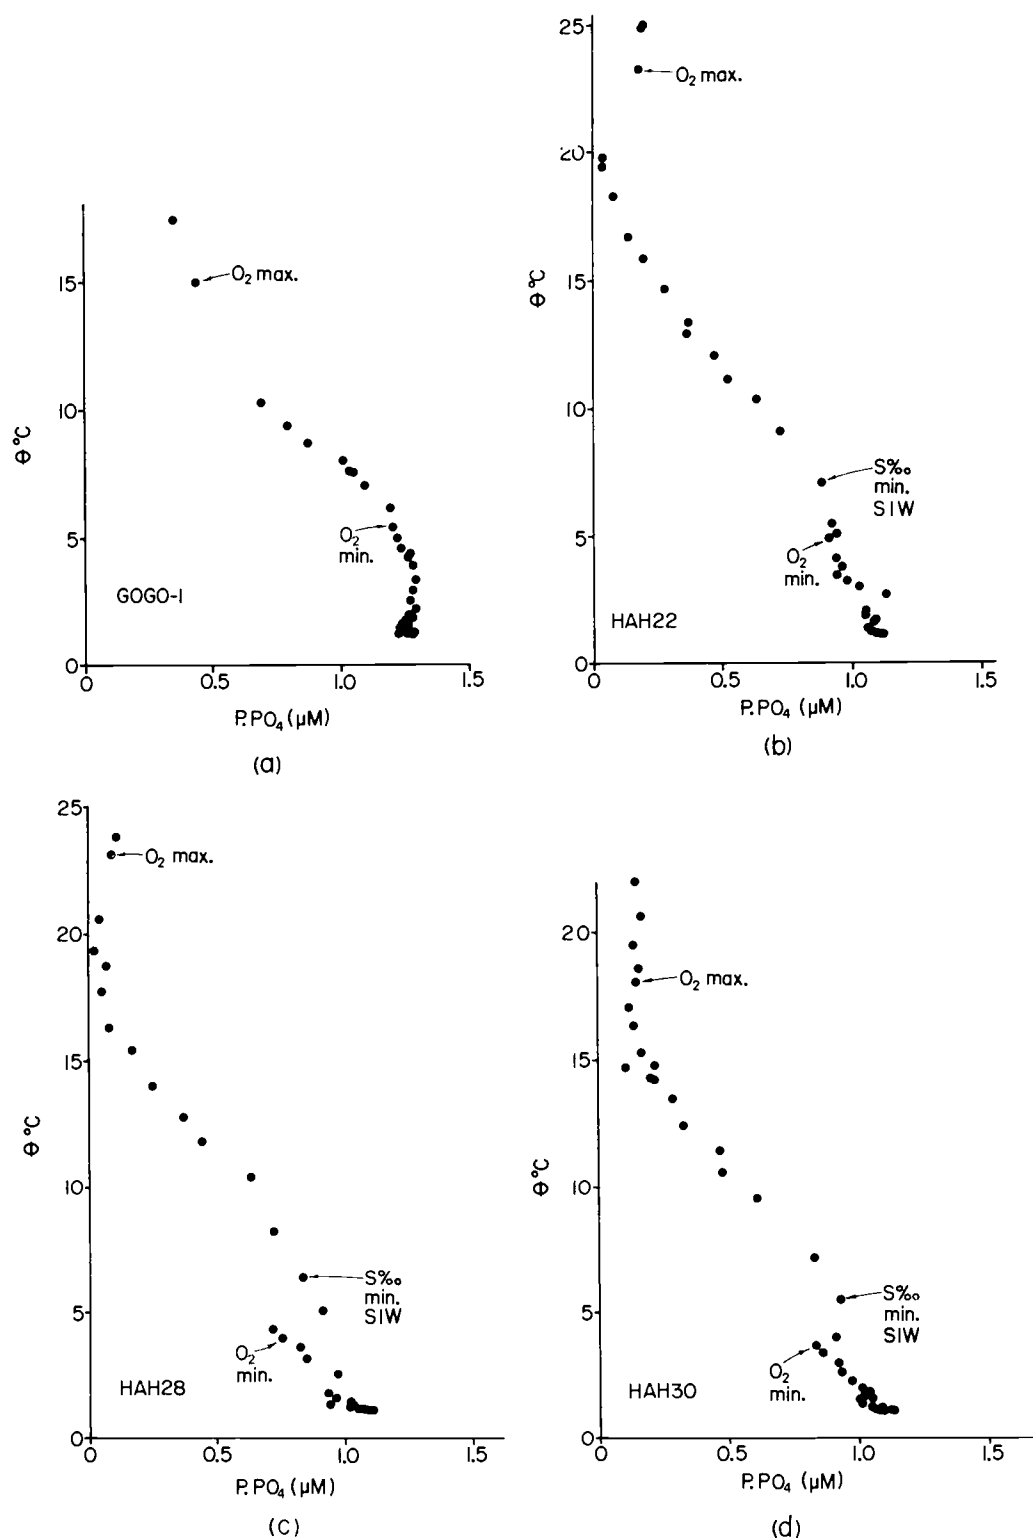 O₂ max.
15
10
5
0
θ °C
O₂
min.
GOGO-1
0
0.5
1.0
1.5
P.PO₄ (μM)
(a)
25
20
15
10
5
0
θ °C
O₂ max.
S‰
min.
SIW
O₂
min.
HAH22
0
0.5
1.0
1.5
P.PO₄ (μM)
(b)
25
20
15
10
5
0
θ °C
O₂ max.
S‰
min.
SIW
O₂
min.
HAH28
0
0.5
1.0
1.5
P.PO₄ (μM)
(c)
20
15
10
5
0
θ °C
O₂ max.
S‰
min.
SIW
O₂
min.
HAH30
0
0.5
1.0
1.5
P.PO₄ (μM)
(d)